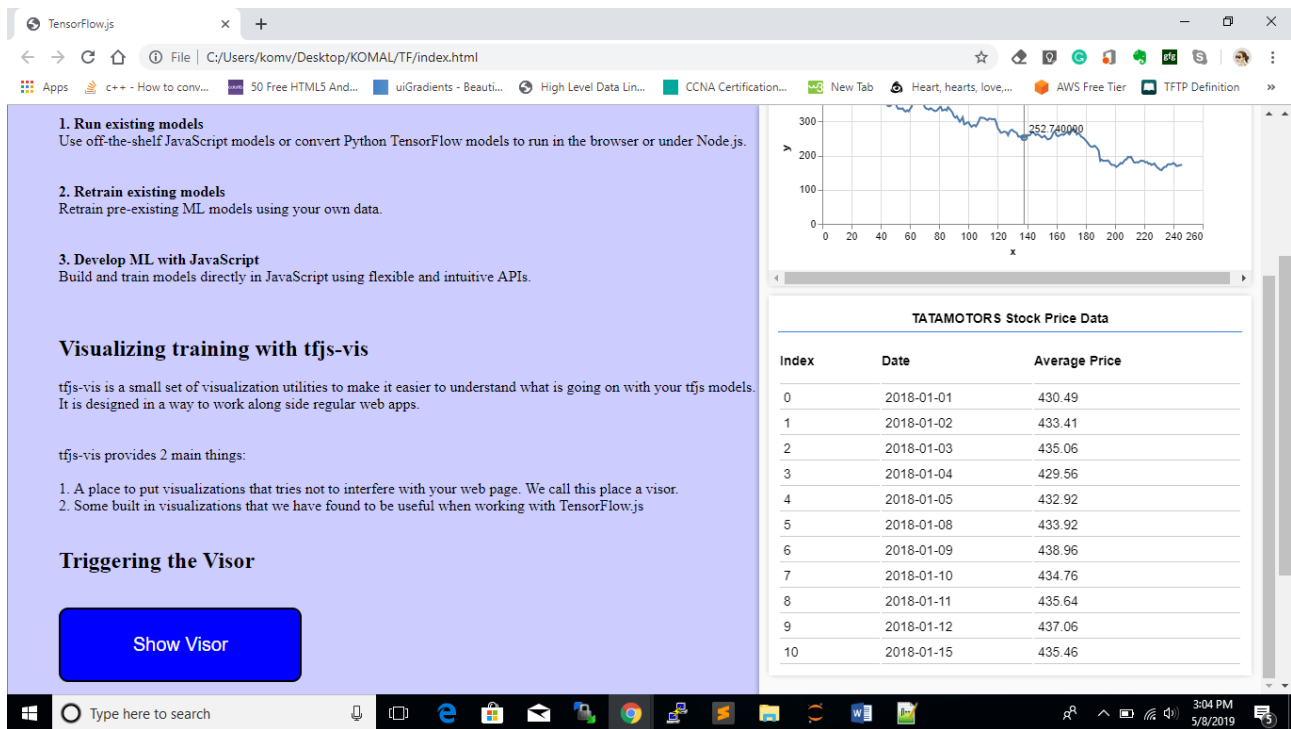 TensorFlow.js
File | C:/Users/komv/Desktop/KOMAL/TF/index.html
Apps c++ - How to conv... 50 Free HTML5 And... uiGradients - Beauti... High Level Data Lin... CCNA Certification... New Tab Heart, hearts, love,... AWS Free Tier TFTP Definition »
1. Run existing models
Use off-the-shelf JavaScript models or convert Python TensorFlow models to run in the browser or under Node.js.
2. Retrain existing models
Retrain pre-existing ML models using your own data.
3. Develop ML with JavaScript
Build and train models directly in JavaScript using flexible and intuitive APIs.
Visualizing training with tfjs-vis
tfjs-vis is a small set of visualization utilities to make it easier to understand what is going on with your tfjs models.
It is designed in a way to work along side regular web apps.
tfjs-vis provides 2 main things:
1. A place to put visualizations that tries not to interfere with your web page. We call this place a visor.
2. Some built in visualizations that we have found to be useful when working with TensorFlow.js
Triggering the Visor
Show Visor
300
252.740000
y
200
100
0
0 20 40 60 80 100 120 140 160 180 200 220 240 260
x
TATAMOTORS Stock Price Data
Index Date Average Price
0 2018-01-01 430.49
1 2018-01-02 433.41
2 2018-01-03 435.06
3 2018-01-04 429.56
4 2018-01-05 432.92
5 2018-01-08 433.92
6 2018-01-09 438.96
7 2018-01-10 434.76
8 2018-01-11 435.64
9 2018-01-12 437.06
10 2018-01-15 435.46
Type here to search
3:04 PM
5/8/2019